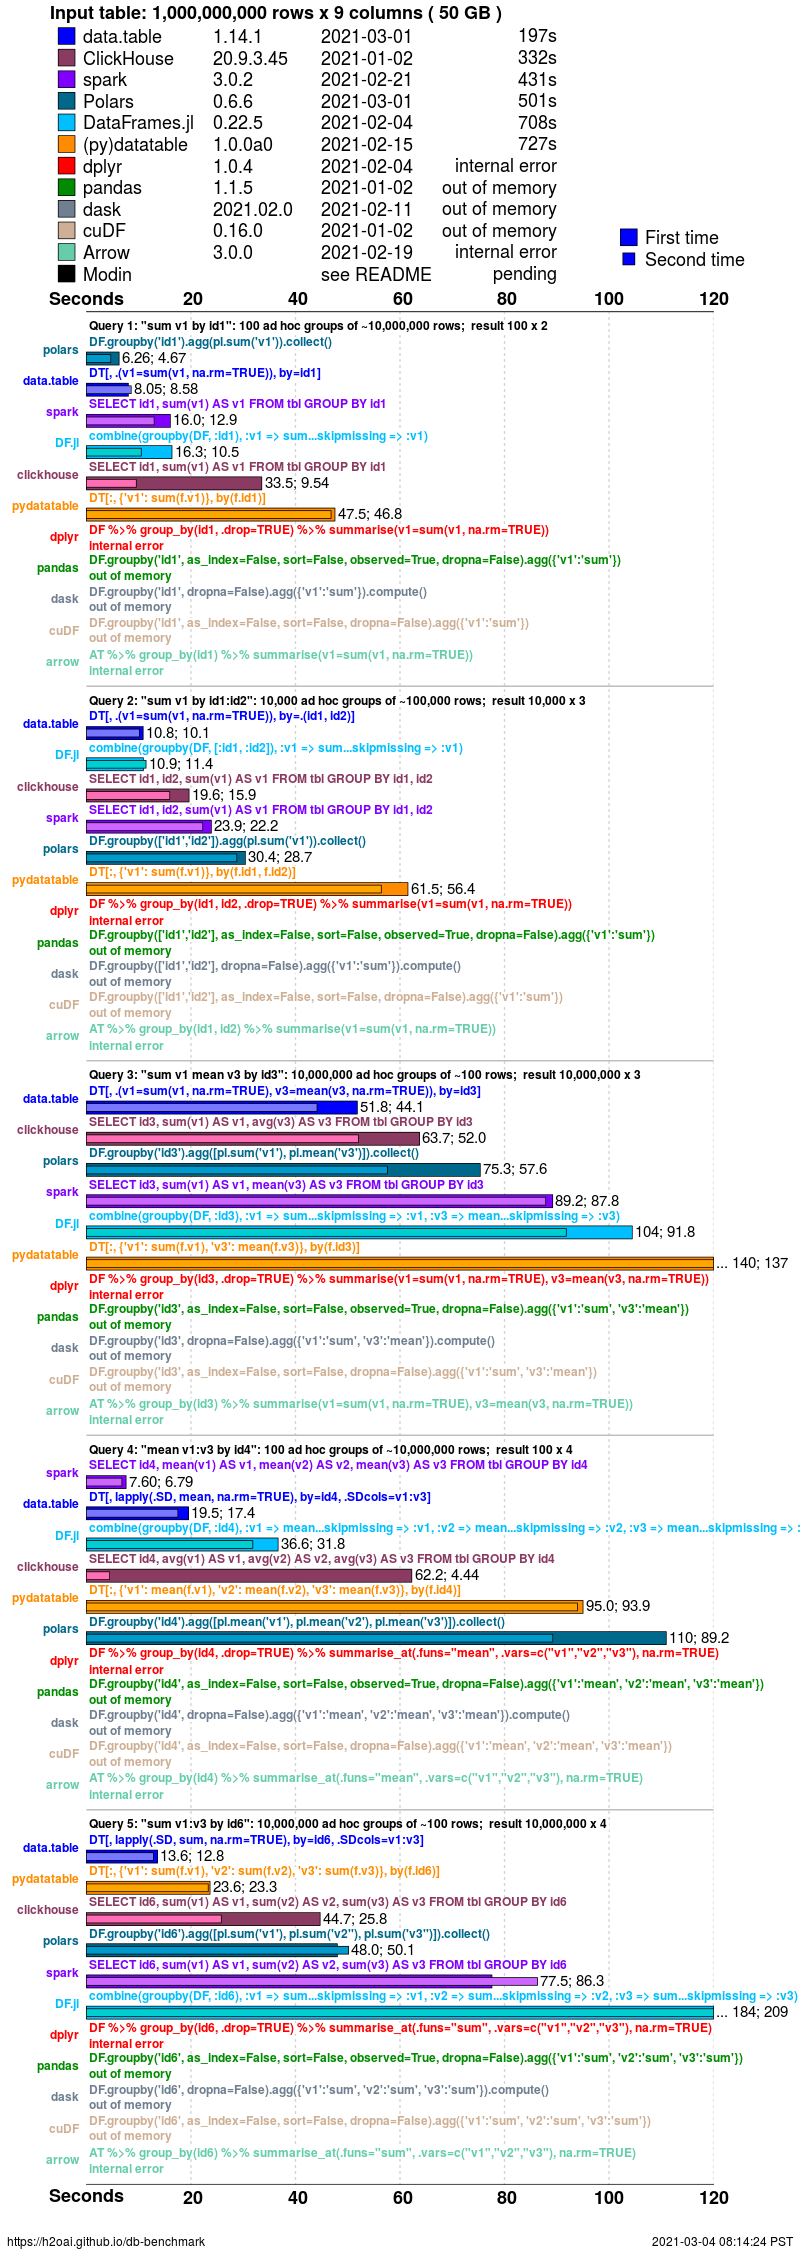 Input table: 1,000,000,000 rows x 9 columns ( 50 GB )
data.table 1.14.1 2021-03-01 197s
ClickHouse 20.9.3.45 2021-01-02 332s
spark 3.0.2 2021-02-21 431s
Polars 0.6.6 2021-03-01 501s
DataFrames.jl 0.22.5 2021-02-04 708s
(py)datatable 1.0.0a0 2021-02-15 727s
dplyr 1.0.4 2021-02-04 internal error
pandas 1.1.5 2021-01-02 out of memory
dask 2021.02.0 2021-02-11 out of memory
cuDF 0.16.0 2021-01-02 out of memory
Arrow 3.0.0 2021-02-19 internal error
Modin see README pending
First time
Second time
Seconds 20 40 60 80 100 120
Query 1: "sum v1 by id1": 100 ad hoc groups of ~10,000,000 rows;  result 100 x 2
DF.groupby('id1').agg(pl.sum('v1')).collect()
polars 6.26; 4.67
DT[, .(v1=sum(v1, na.rm=TRUE)), by=id1]
data.table 8.05; 8.58
SELECT id1, sum(v1) AS v1 FROM tbl GROUP BY id1
spark 16.0; 12.9
combine(groupby(DF, :id1), :v1 => sum...skipmissing => :v1)
DF.jl 16.3; 10.5
SELECT id1, sum(v1) AS v1 FROM tbl GROUP BY id1
clickhouse 33.5; 9.54
DT[:, {'v1': sum(f.v1)}, by(f.id1)]
pydatatable 47.5; 46.8
DF %>% group_by(id1, .drop=TRUE) %>% summarise(v1=sum(v1, na.rm=TRUE))
dplyr internal error
DF.groupby('id1', as_index=False, sort=False, observed=True, dropna=False).agg({'v1':'sum'})
pandas out of memory
DF.groupby('id1', dropna=False).agg({'v1':'sum'}).compute()
dask out of memory
DF.groupby('id1', as_index=False, sort=False, dropna=False).agg({'v1':'sum'})
cuDF out of memory
AT %>% group_by(id1) %>% summarise(v1=sum(v1, na.rm=TRUE))
arrow internal error
Query 2: "sum v1 by id1:id2": 10,000 ad hoc groups of ~100,000 rows;  result 10,000 x 3
DT[, .(v1=sum(v1, na.rm=TRUE)), by=.(id1, id2)]
data.table 10.8; 10.1
combine(groupby(DF, [:id1, :id2]), :v1 => sum...skipmissing => :v1)
DF.jl 10.9; 11.4
SELECT id1, id2, sum(v1) AS v1 FROM tbl GROUP BY id1, id2
clickhouse 19.6; 15.9
SELECT id1, id2, sum(v1) AS v1 FROM tbl GROUP BY id1, id2
spark 23.9; 22.2
DF.groupby(['id1','id2']).agg(pl.sum('v1')).collect()
polars 30.4; 28.7
DT[:, {'v1': sum(f.v1)}, by(f.id1, f.id2)]
pydatatable 61.5; 56.4
DF %>% group_by(id1, id2, .drop=TRUE) %>% summarise(v1=sum(v1, na.rm=TRUE))
dplyr internal error
DF.groupby(['id1','id2'], as_index=False, sort=False, observed=True, dropna=False).agg({'v1':'sum'})
pandas out of memory
DF.groupby(['id1','id2'], dropna=False).agg({'v1':'sum'}).compute()
dask out of memory
DF.groupby(['id1','id2'], as_index=False, sort=False, dropna=False).agg({'v1':'sum'})
cuDF out of memory
AT %>% group_by(id1, id2) %>% summarise(v1=sum(v1, na.rm=TRUE))
arrow internal error
Query 3: "sum v1 mean v3 by id3": 10,000,000 ad hoc groups of ~100 rows;  result 10,000,000 x 3
DT[, .(v1=sum(v1, na.rm=TRUE), v3=mean(v3, na.rm=TRUE)), by=id3]
data.table 51.8; 44.1
SELECT id3, sum(v1) AS v1, avg(v3) AS v3 FROM tbl GROUP BY id3
clickhouse 63.7; 52.0
DF.groupby('id3').agg([pl.sum('v1'), pl.mean('v3')]).collect()
polars 75.3; 57.6
SELECT id3, sum(v1) AS v1, mean(v3) AS v3 FROM tbl GROUP BY id3
spark 89.2; 87.8
combine(groupby(DF, :id3), :v1 => sum...skipmissing => :v1, :v3 => mean...skipmissing => :v3)
DF.jl 104; 91.8
DT[:, {'v1': sum(f.v1), 'v3': mean(f.v3)}, by(f.id3)]
pydatatable ... 140; 137
DF %>% group_by(id3, .drop=TRUE) %>% summarise(v1=sum(v1, na.rm=TRUE), v3=mean(v3, na.rm=TRUE))
dplyr internal error
DF.groupby('id3', as_index=False, sort=False, observed=True, dropna=False).agg({'v1':'sum', 'v3':'mean'})
pandas out of memory
DF.groupby('id3', dropna=False).agg({'v1':'sum', 'v3':'mean'}).compute()
dask out of memory
DF.groupby('id3', as_index=False, sort=False, dropna=False).agg({'v1':'sum', 'v3':'mean'})
cuDF out of memory
AT %>% group_by(id3) %>% summarise(v1=sum(v1, na.rm=TRUE), v3=mean(v3, na.rm=TRUE))
arrow internal error
Query 4: "mean v1:v3 by id4": 100 ad hoc groups of ~10,000,000 rows;  result 100 x 4
SELECT id4, mean(v1) AS v1, mean(v2) AS v2, mean(v3) AS v3 FROM tbl GROUP BY id4
spark 7.60; 6.79
DT[, lapply(.SD, mean, na.rm=TRUE), by=id4, .SDcols=v1:v3]
data.table 19.5; 17.4
combine(groupby(DF, :id4), :v1 => mean...skipmissing => :v1, :v2 => mean...skipmissing => :v2, :v3 => mean...skipmissing => :
DF.jl 36.6; 31.8
SELECT id4, avg(v1) AS v1, avg(v2) AS v2, avg(v3) AS v3 FROM tbl GROUP BY id4
clickhouse 62.2; 4.44
DT[:, {'v1': mean(f.v1), 'v2': mean(f.v2), 'v3': mean(f.v3)}, by(f.id4)]
pydatatable 95.0; 93.9
DF.groupby('id4').agg([pl.mean('v1'), pl.mean('v2'), pl.mean('v3')]).collect()
polars 110; 89.2
DF %>% group_by(id4, .drop=TRUE) %>% summarise_at(.funs="mean", .vars=c("v1","v2","v3"), na.rm=TRUE)
dplyr internal error
DF.groupby('id4', as_index=False, sort=False, observed=True, dropna=False).agg({'v1':'mean', 'v2':'mean', 'v3':'mean'})
pandas out of memory
DF.groupby('id4', dropna=False).agg({'v1':'mean', 'v2':'mean', 'v3':'mean'}).compute()
dask out of memory
DF.groupby('id4', as_index=False, sort=False, dropna=False).agg({'v1':'mean', 'v2':'mean', 'v3':'mean'})
cuDF out of memory
AT %>% group_by(id4) %>% summarise_at(.funs="mean", .vars=c("v1","v2","v3"), na.rm=TRUE)
arrow internal error
Query 5: "sum v1:v3 by id6": 10,000,000 ad hoc groups of ~100 rows;  result 10,000,000 x 4
DT[, lapply(.SD, sum, na.rm=TRUE), by=id6, .SDcols=v1:v3]
data.table 13.6; 12.8
DT[:, {'v1': sum(f.v1), 'v2': sum(f.v2), 'v3': sum(f.v3)}, by(f.id6)]
pydatatable 23.6; 23.3
SELECT id6, sum(v1) AS v1, sum(v2) AS v2, sum(v3) AS v3 FROM tbl GROUP BY id6
clickhouse 44.7; 25.8
DF.groupby('id6').agg([pl.sum('v1'), pl.sum("v2"), pl.sum("v3")]).collect()
polars 48.0; 50.1
SELECT id6, sum(v1) AS v1, sum(v2) AS v2, sum(v3) AS v3 FROM tbl GROUP BY id6
spark 77.5; 86.3
combine(groupby(DF, :id6), :v1 => sum...skipmissing => :v1, :v2 => sum...skipmissing => :v2, :v3 => sum...skipmissing => :v3)
DF.jl ... 184; 209
DF %>% group_by(id6, .drop=TRUE) %>% summarise_at(.funs="sum", .vars=c("v1","v2","v3"), na.rm=TRUE)
dplyr internal error
DF.groupby('id6', as_index=False, sort=False, observed=True, dropna=False).agg({'v1':'sum', 'v2':'sum', 'v3':'sum'})
pandas out of memory
DF.groupby('id6', dropna=False).agg({'v1':'sum', 'v2':'sum', 'v3':'sum'}).compute()
dask out of memory
DF.groupby('id6', as_index=False, sort=False, dropna=False).agg({'v1':'sum', 'v2':'sum', 'v3':'sum'})
cuDF out of memory
AT %>% group_by(id6) %>% summarise_at(.funs="sum", .vars=c("v1","v2","v3"), na.rm=TRUE)
arrow internal error
Seconds 20 40 60 80 100 120
https://h2oai.github.io/db-benchmark 2021-03-04 08:14:24 PST